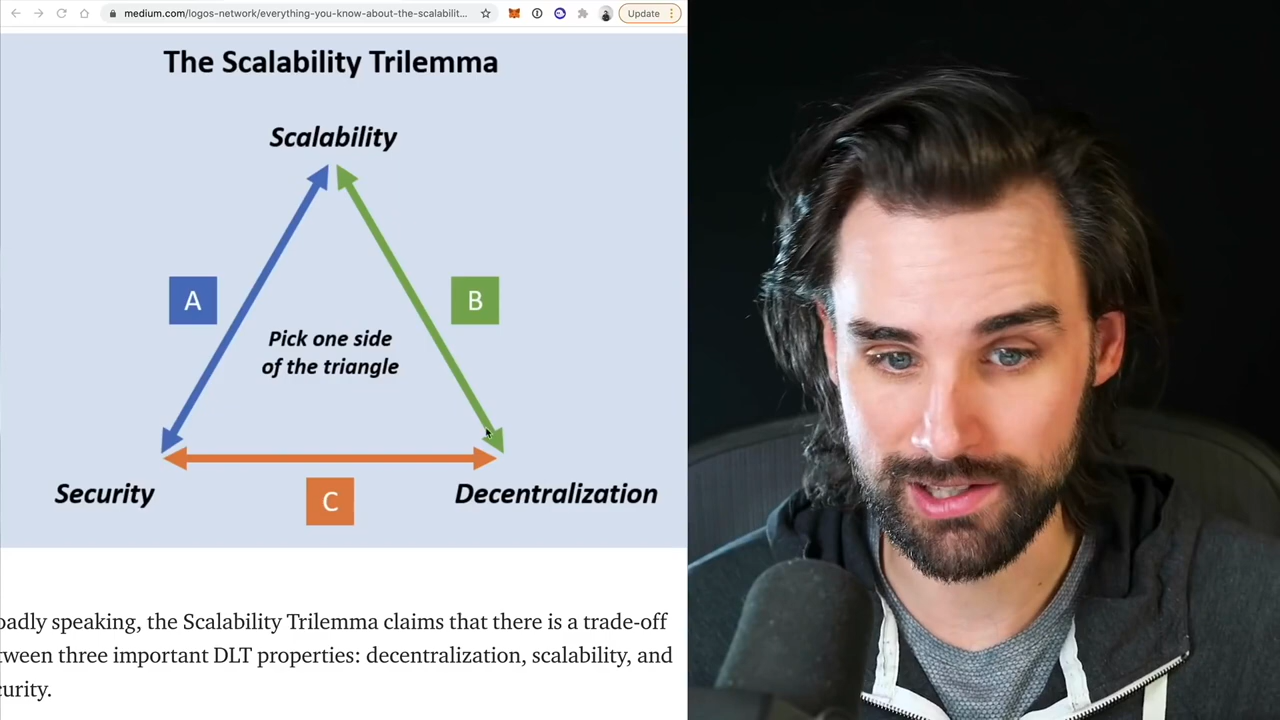 medium.com/logos-network/everything-you-know-about-the-scalabilit...
Update
The Scalability Trilemma
Scalability
A
B
Pick one side
of the triangle
Security
C
Decentralization
oadly speaking, the Scalability Trilemma claims that there is a trade-off
tween three important DLT properties: decentralization, scalability, and
curity.